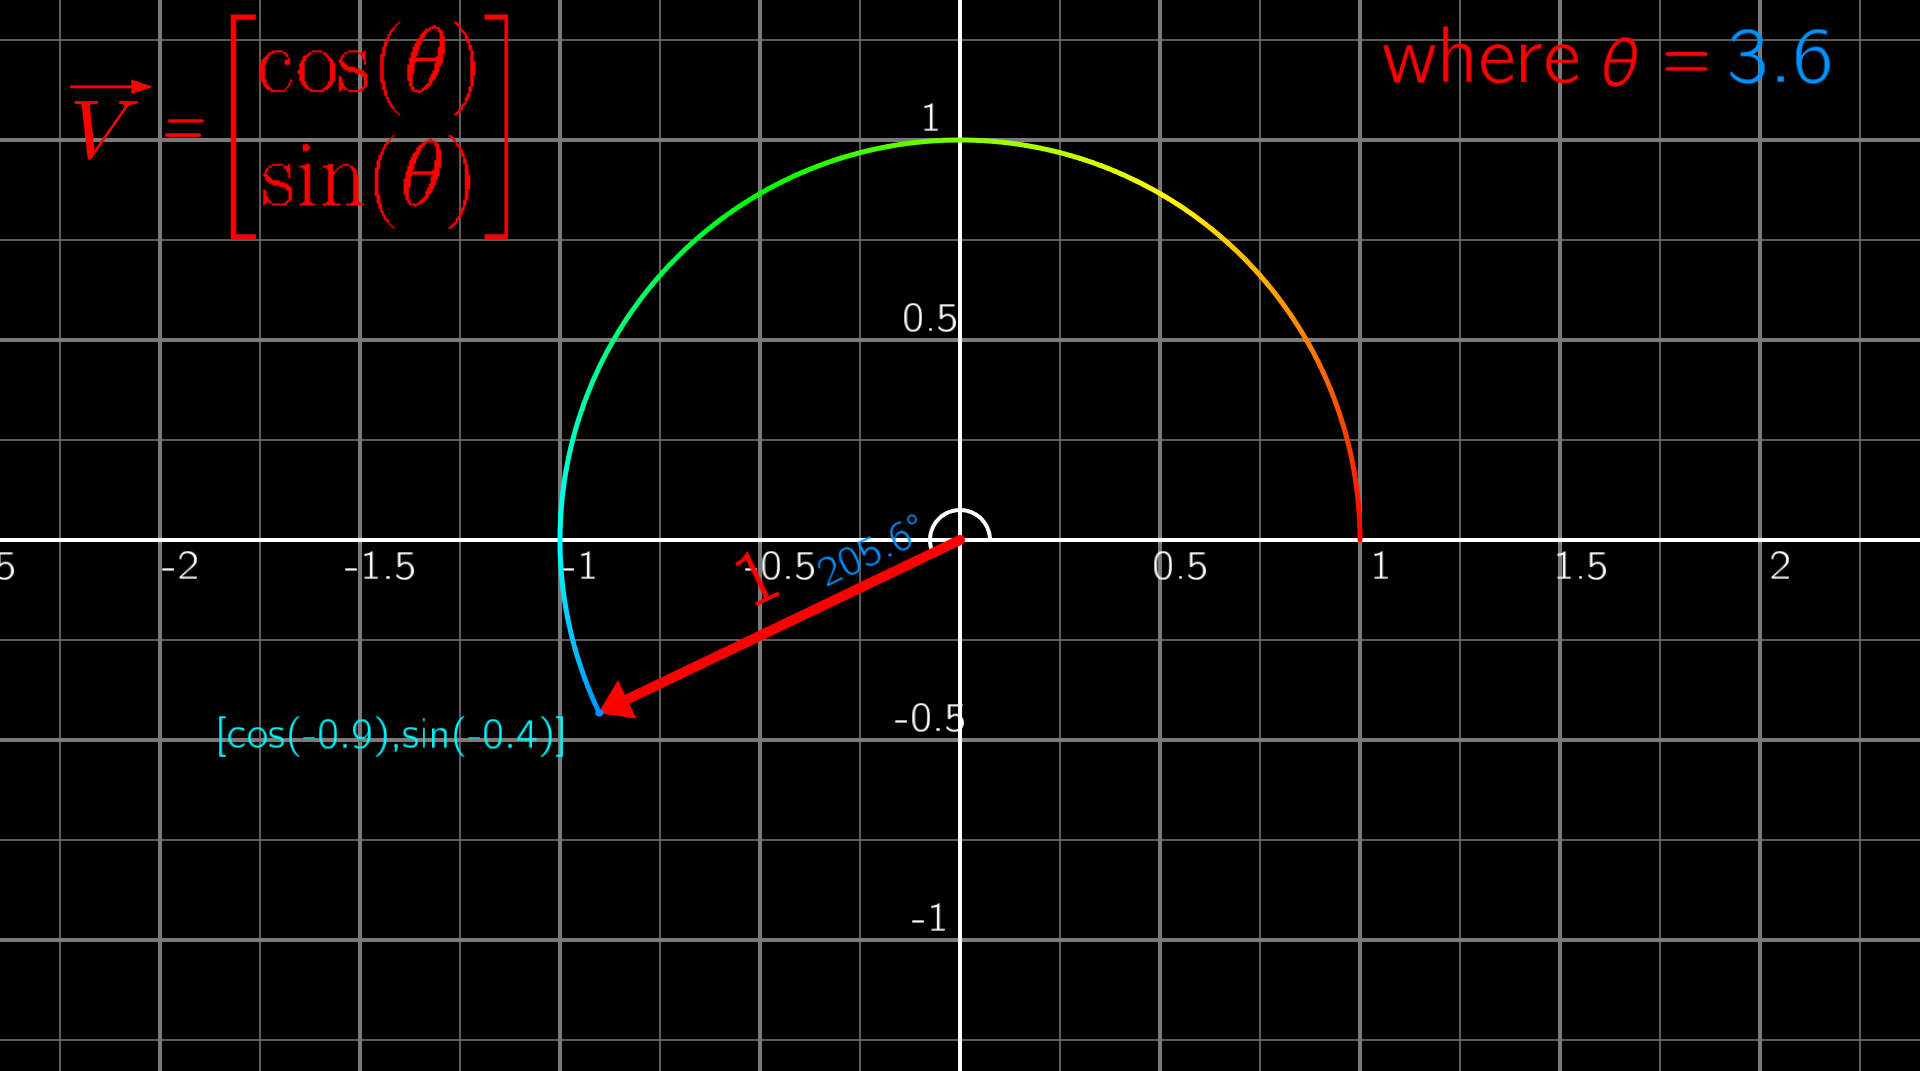 V = [cos(θ)
sin(θ)]
where θ = 3.6
1
0.5
205.6°
1
5 -2 -1.5 -1 -0.5 0.5 1 1.5 2
[cos(-0.9),sin(-0.4)]
-0.5
-1